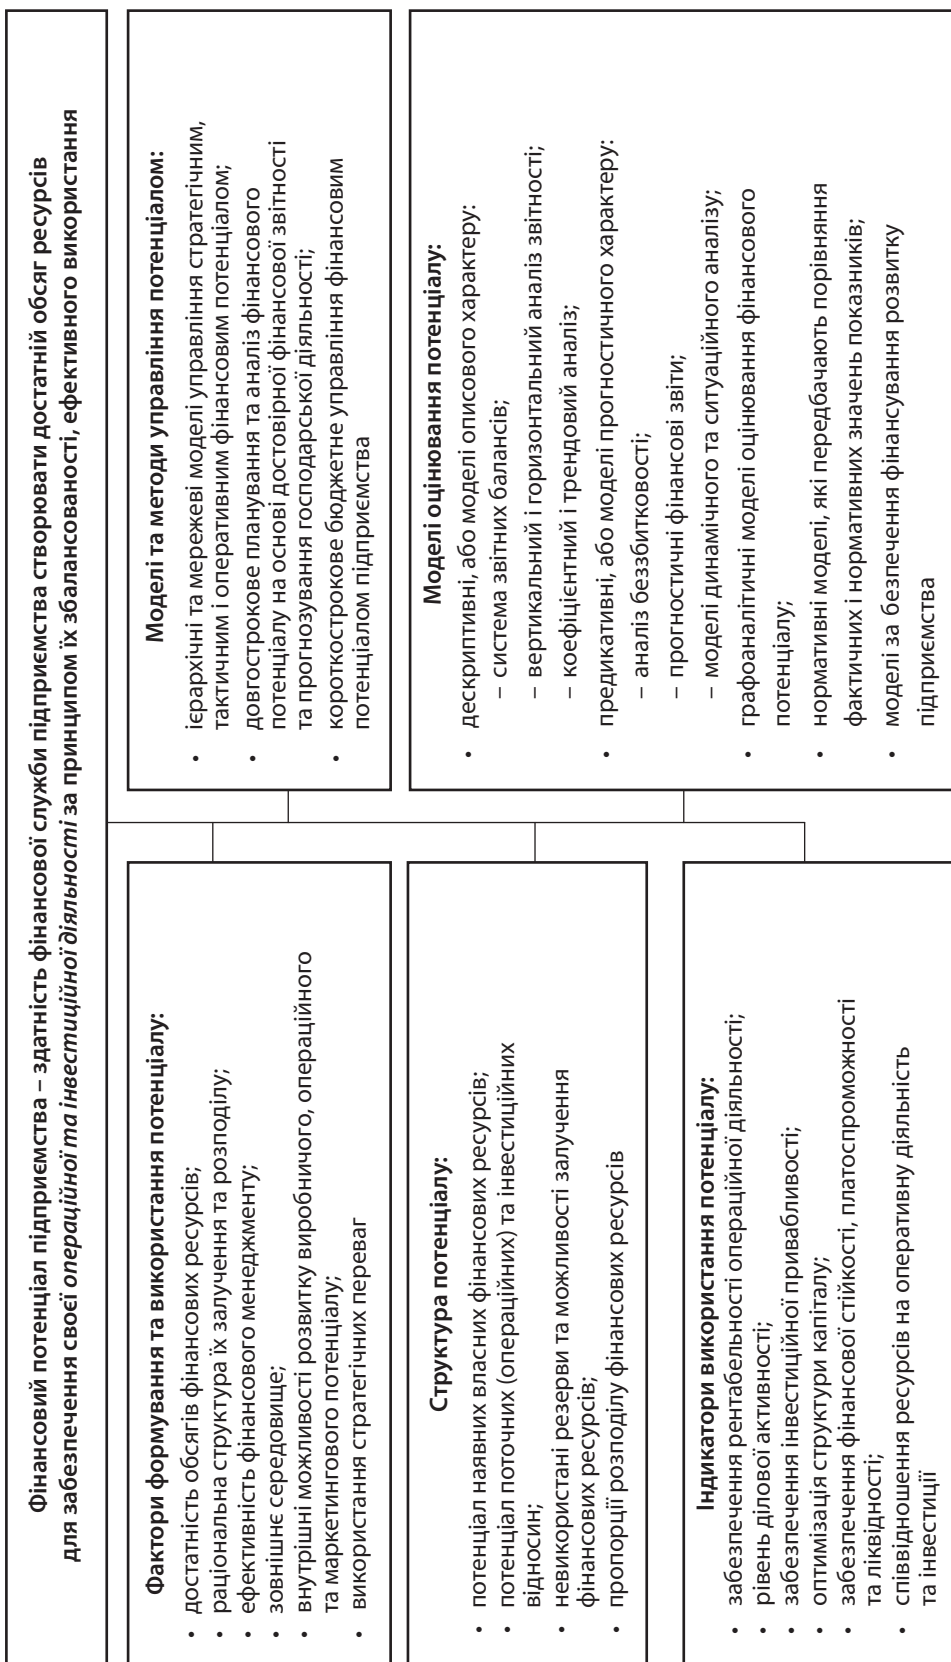 Фінансовий потенціал підприємства – здатність фінансової служби підприємства створювати достатній обсяг ресурсів
для забезпечення своєї операційної та інвестиційної діяльності за принципом їх збалансованості, ефективного використання
Фактори формування та використання потенціалу:
• достатність обсягів фінансових ресурсів;
• раціональна структура їх залучення та розподілу;
• ефективність фінансового менеджменту;
• зовнішнє середовище;
• внутрішні можливості розвитку виробничого, операційного
та маркетингового потенціалу;
• використання стратегічних переваг
Моделі та методи управління потенціалом:
• ієрархічні та мережеві моделі управління стратегічним,
тактичним і оперативним фінансовим потенціалом;
• довгострокове планування та аналіз фінансового
потенціалу на основі достовірної фінансової звітності
та прогнозування господарської діяльності;
• короткострокове бюджетне управління фінансовим
потенціалом підприємства
Структура потенціалу:
• потенціал наявних власних фінансових ресурсів;
• потенціал поточних (операційних) та інвестиційних
відносин;
• невикористані резерви та можливості залучення
фінансових ресурсів;
• пропорції розподілу фінансових ресурсів
Моделі оцінювання потенціалу:
• дескриптивні, або моделі описового характеру:
– система звітних балансів;
– вертикальний і горизонтальний аналіз звітності;
– коефіцієнтний і трендовий аналіз;
• предикативні, або моделі прогностичного характеру:
– аналіз беззбитковості;
– прогностичні фінансові звіти;
– моделі динамічного та ситуаційного аналізу;
• графоаналітичні моделі оцінювання фінансового
потенціалу;
• нормативні моделі, які передбачають порівняння
фактичних і нормативних значень показників;
• моделі за безпечення фінансування розвитку
підприємства
Індикатори використання потенціалу:
• забезпечення рентабельності операційної діяльності;
• рівень ділової активності;
• забезпечення інвестиційної привабливості;
• оптимізація структури капіталу;
• забезпечення фінансової стійкості, платоспроможності
та ліквідності;
• співвідношення ресурсів на оперативну діяльність
та інвестиції